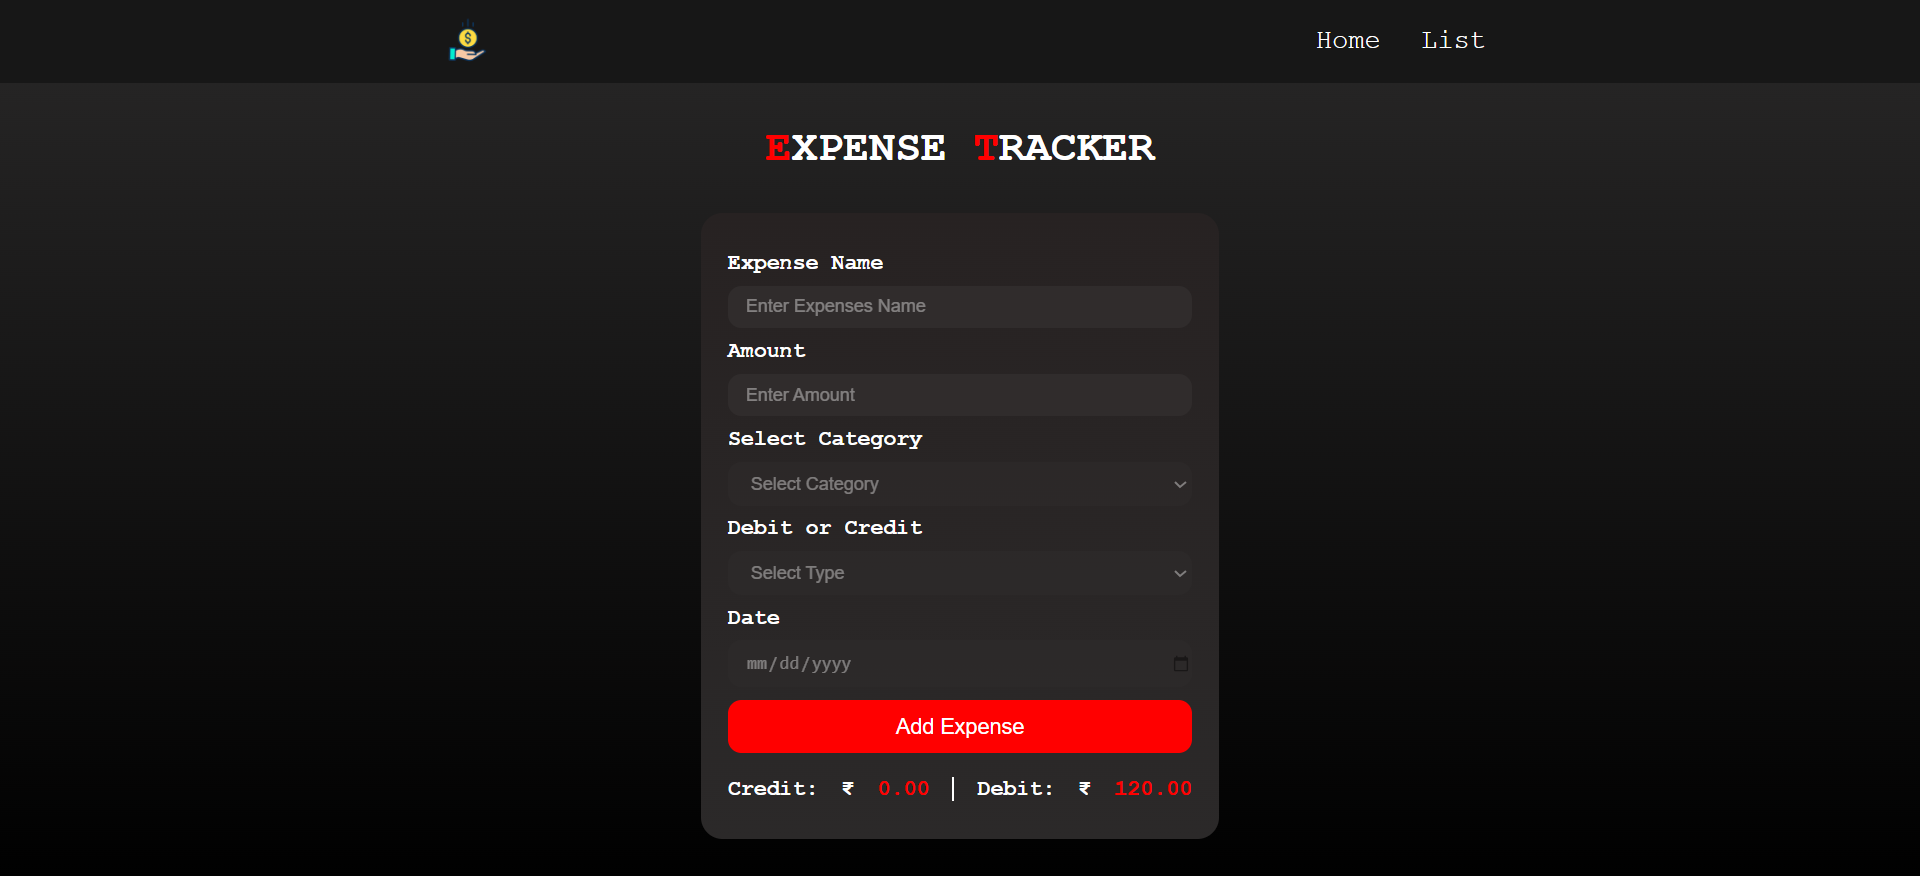 $ Home List
EXPENSE TRACKER
Expense Name
Enter Expenses Name
Amount
Enter Amount
Select Category
Select Category
Debit or Credit
Select Type
Date
mm/dd/yyyy
Add Expense
Credit: ₹ 0.00 | Debit: ₹ 120.00